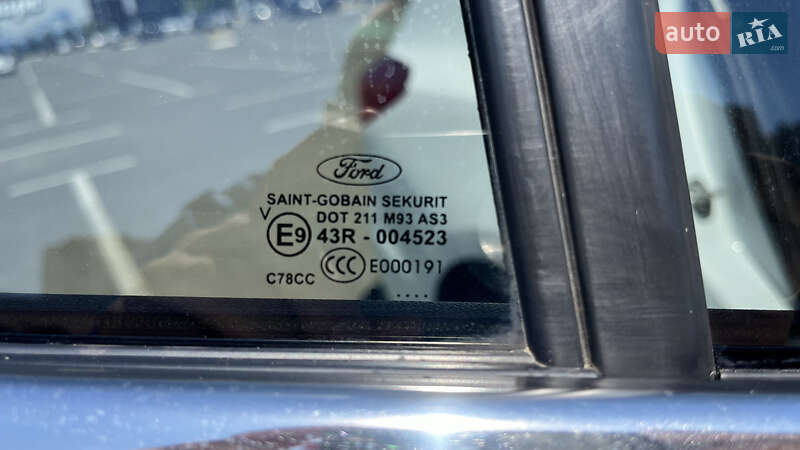 auto RIA
.com
Ford
SAINT-GOBAIN SEKURIT
V
DOT 211 M93 AS3
E9 43R - 004523
CCC E000191
C78CC
....